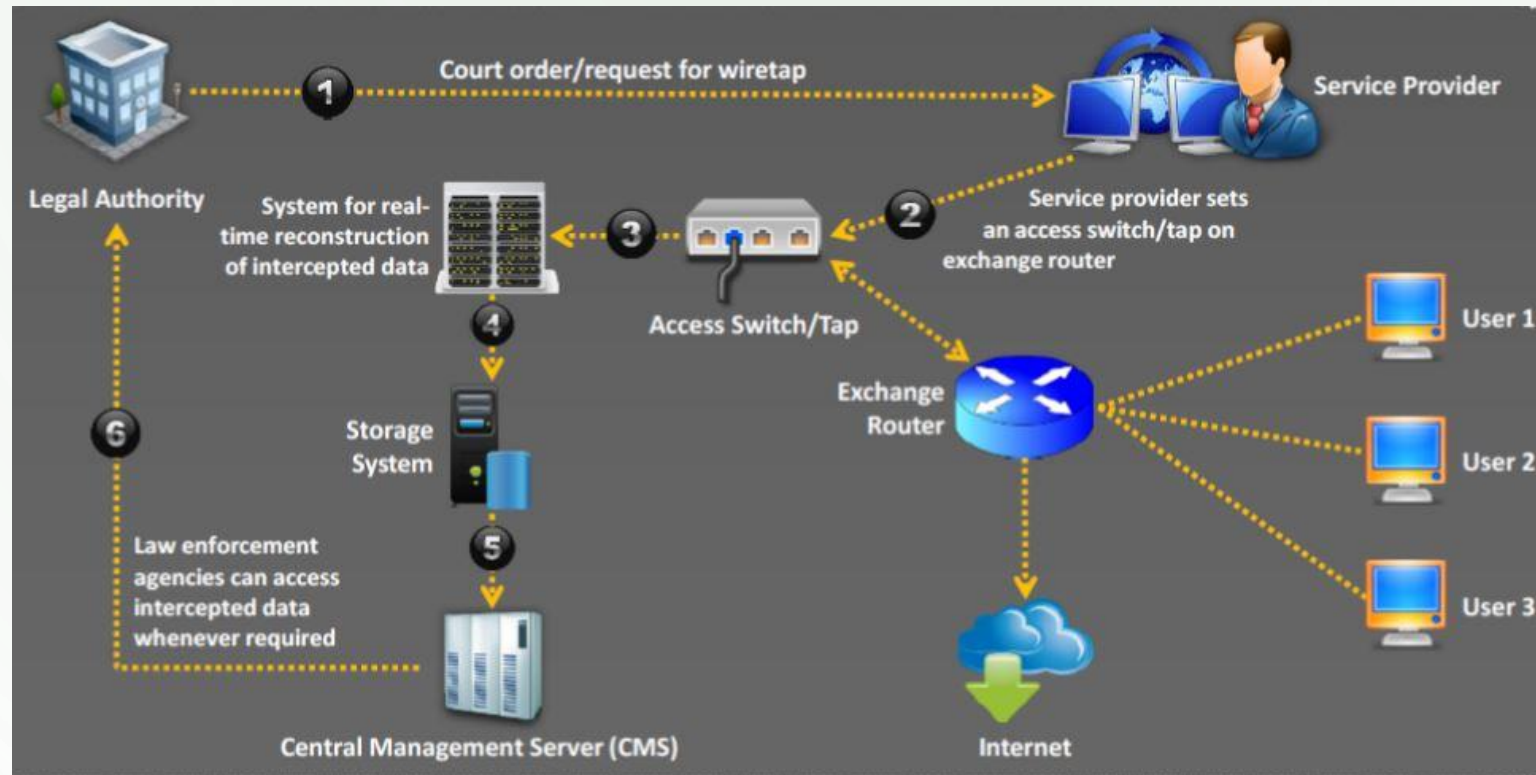 1
Court order/request for wiretap
Service Provider
Legal Authority
System for real-
time reconstruction
of intercepted data
3
2
Service provider sets
an access switch/tap on
exchange router
4
Access Switch/Tap
User 1
Exchange
Router
6
Storage
System
User 2
5
Law enforcement
agencies can access
intercepted data
whenever required
User 3
Central Management Server (CMS)
Internet